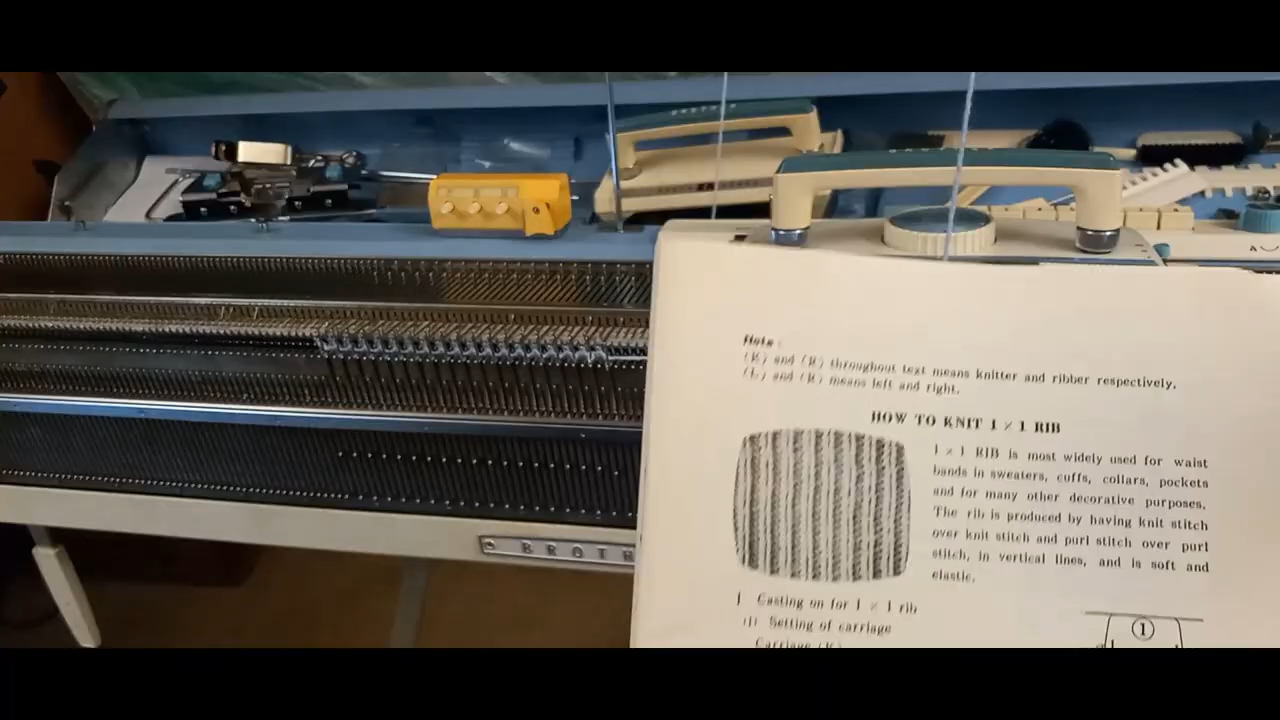 BROTH
A
Note :
(K) and (R) throughout text means knitter and ribber respectively.
(L) and (R) means left and right.
HOW TO KNIT 1 × 1 RIB
1 × 1 RIB is most widely used for waist
bands in sweaters, cuffs, collars, pockets
and for many other decorative purposes.
The rib is produced by having knit stitch
over knit stitch and purl stitch over purl
stitch, in vertical lines, and is soft and
elastic.
1 Casting on for 1 × 1 rib
(1) Setting of carriage
Carriage (K)
①